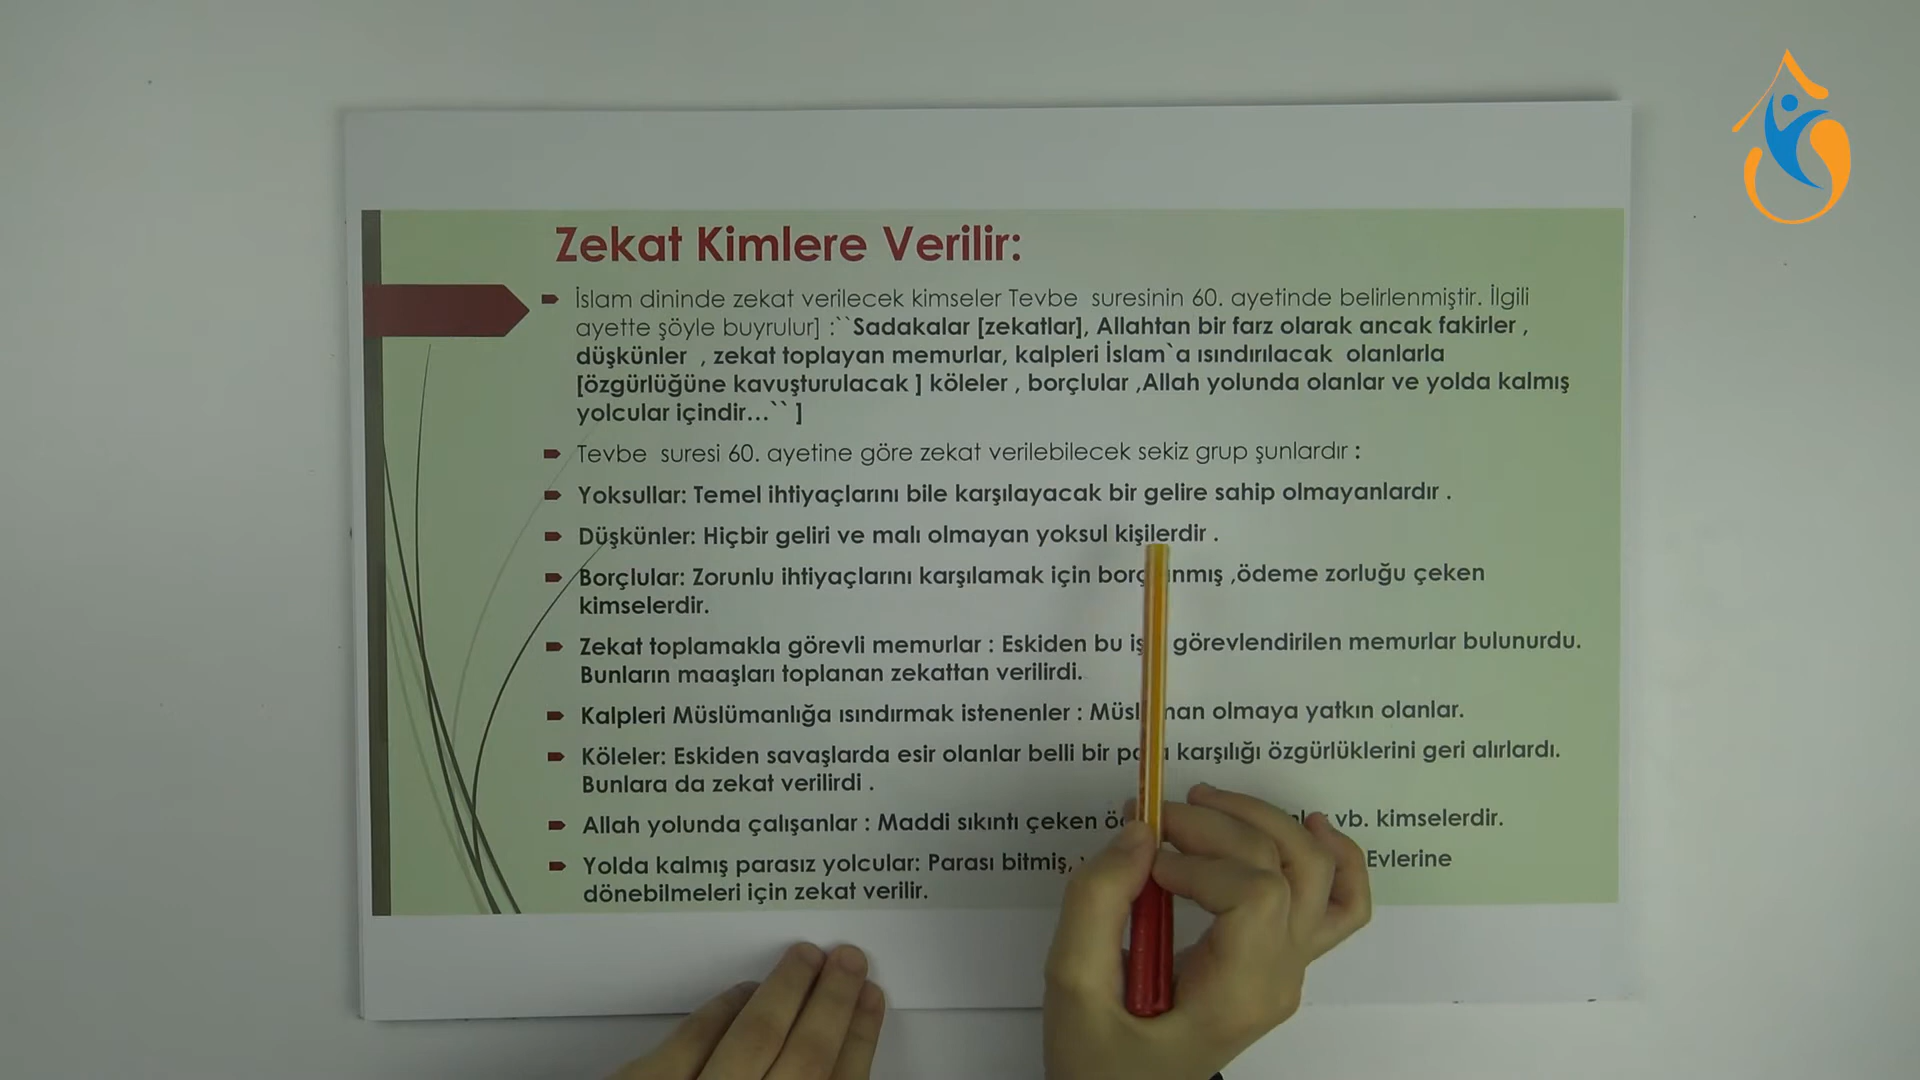 Zekat Kimlere Verilir:
İslam dininde zekat verilecek kimseler Tevbe suresinin 60. ayetinde belirlenmiştir. İlgili
ayette şöyle buyrulur] :``Sadakalar [zekatlar], Allahtan bir farz olarak ancak fakirler ,
düşkünler , zekat toplayan memurlar, kalpleri İslam`a ısındırılacak olanlarla
[özgürlüğüne kavuşturulacak ] köleler , borçlular ,Allah yolunda olanlar ve yolda kalmış
yolcular içindir...`` ]
Tevbe suresi 60. ayetine göre zekat verilebilecek sekiz grup şunlardır :
Yoksullar: Temel ihtiyaçlarını bile karşılayacak bir gelire sahip olmayanlardır .
Düşkünler: Hiçbir geliri ve malı olmayan yoksul kişilerdir .
Borçlular: Zorunlu ihtiyaçlarını karşılamak için ,ödeme zorluğu çeken
kimselerdir.
Zekat toplamakla görevli memurlar : Eskiden bu görevlendirilen memurlar bulunurdu.
Bunların maaşları toplanan zekattan verilirdi.
Kalpleri Müslümanlığa ısındırmak istenenler : olmaya yatkın olanlar.
Köleler: Eskiden savaşlarda esir olanlar belli bir karşılığı özgürlüklerini geri alırlardı.
Bunlara da zekat verilirdi .
Allah yolunda çalışanlar : Maddi sıkıntı çeken vb. kimselerdir.
Yolda kalmış parasız yolcular: Parası bitmiş, Evlerine
dönebilmeleri için zekat verilir.